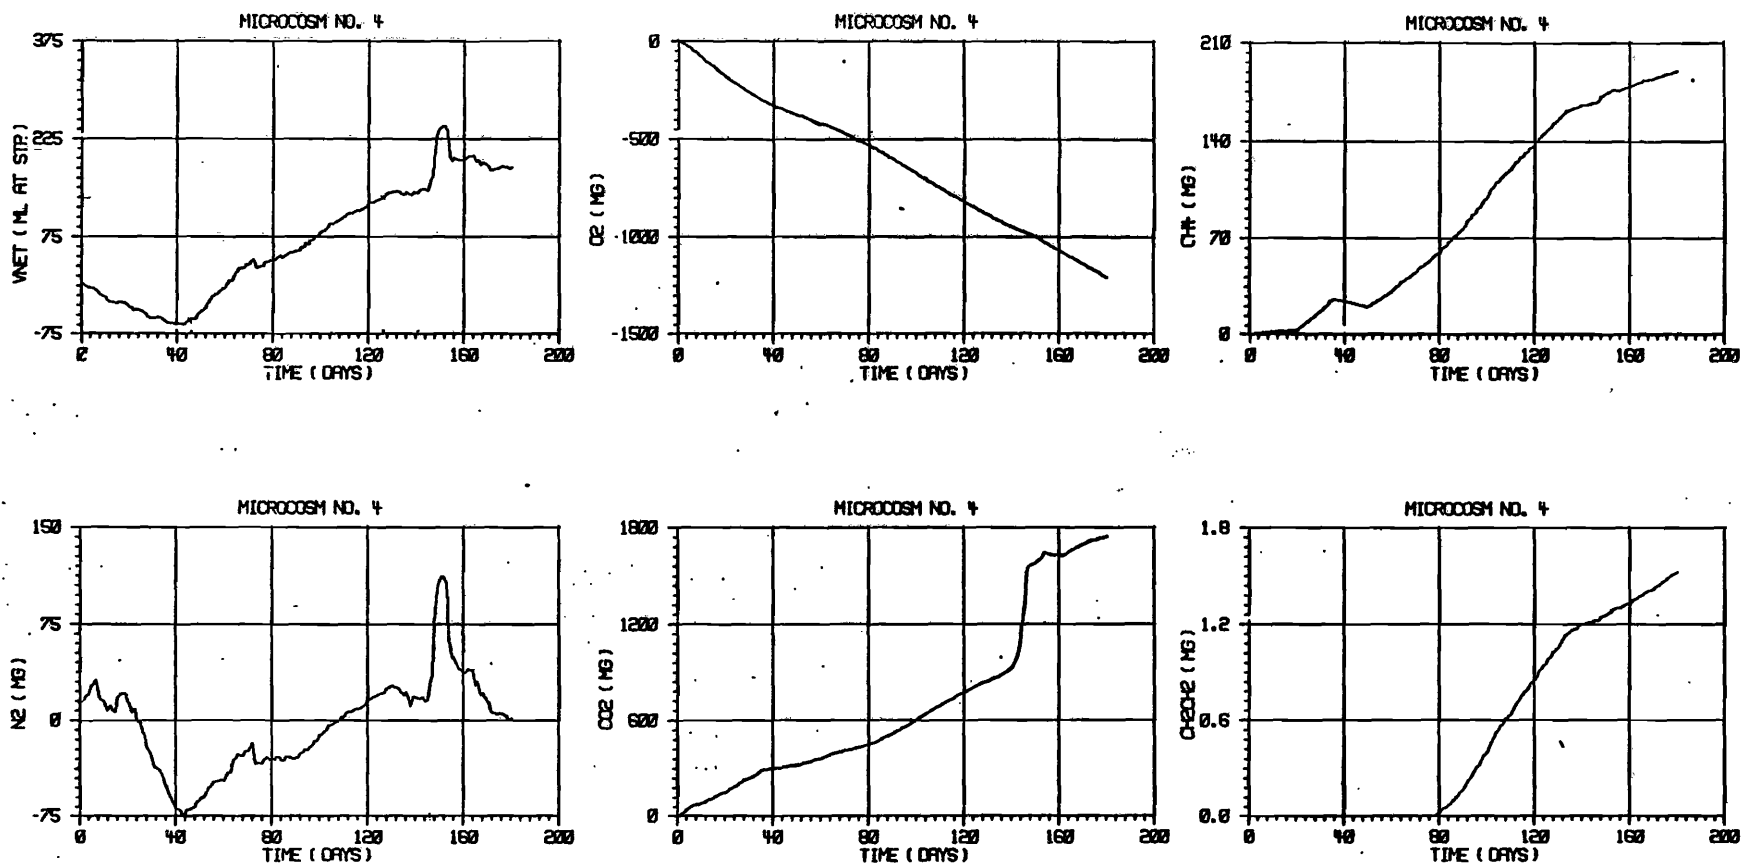 MICROCOSM NO. 4
375
225
75
-75
VNET ( ML AT STP.)
0 40 80 120 160 200
TIME ( DAYS )
MICROCOSM NO. 4
0
-500
-1000
-1500
O2 ( MG )
0 40 80 120 160 200
TIME ( DAYS )
MICROCOSM NO. 4
210
140
70
0
CH4 ( MG )
0 40 80 120 160 200
TIME ( DAYS )
MICROCOSM NO. 4
150
75
0
-75
N2 ( MG )
0 40 80 120 160 200
TIME ( DAYS )
MICROCOSM NO. 4
1800
1200
600
0
CO2 ( MG )
0 40 80 120 160 200
TIME ( DAYS )
MICROCOSM NO. 4
1.8
1.2
0.6
0.0
CH2CH2 ( MG )
0 40 80 120 160 200
TIME ( DAYS )